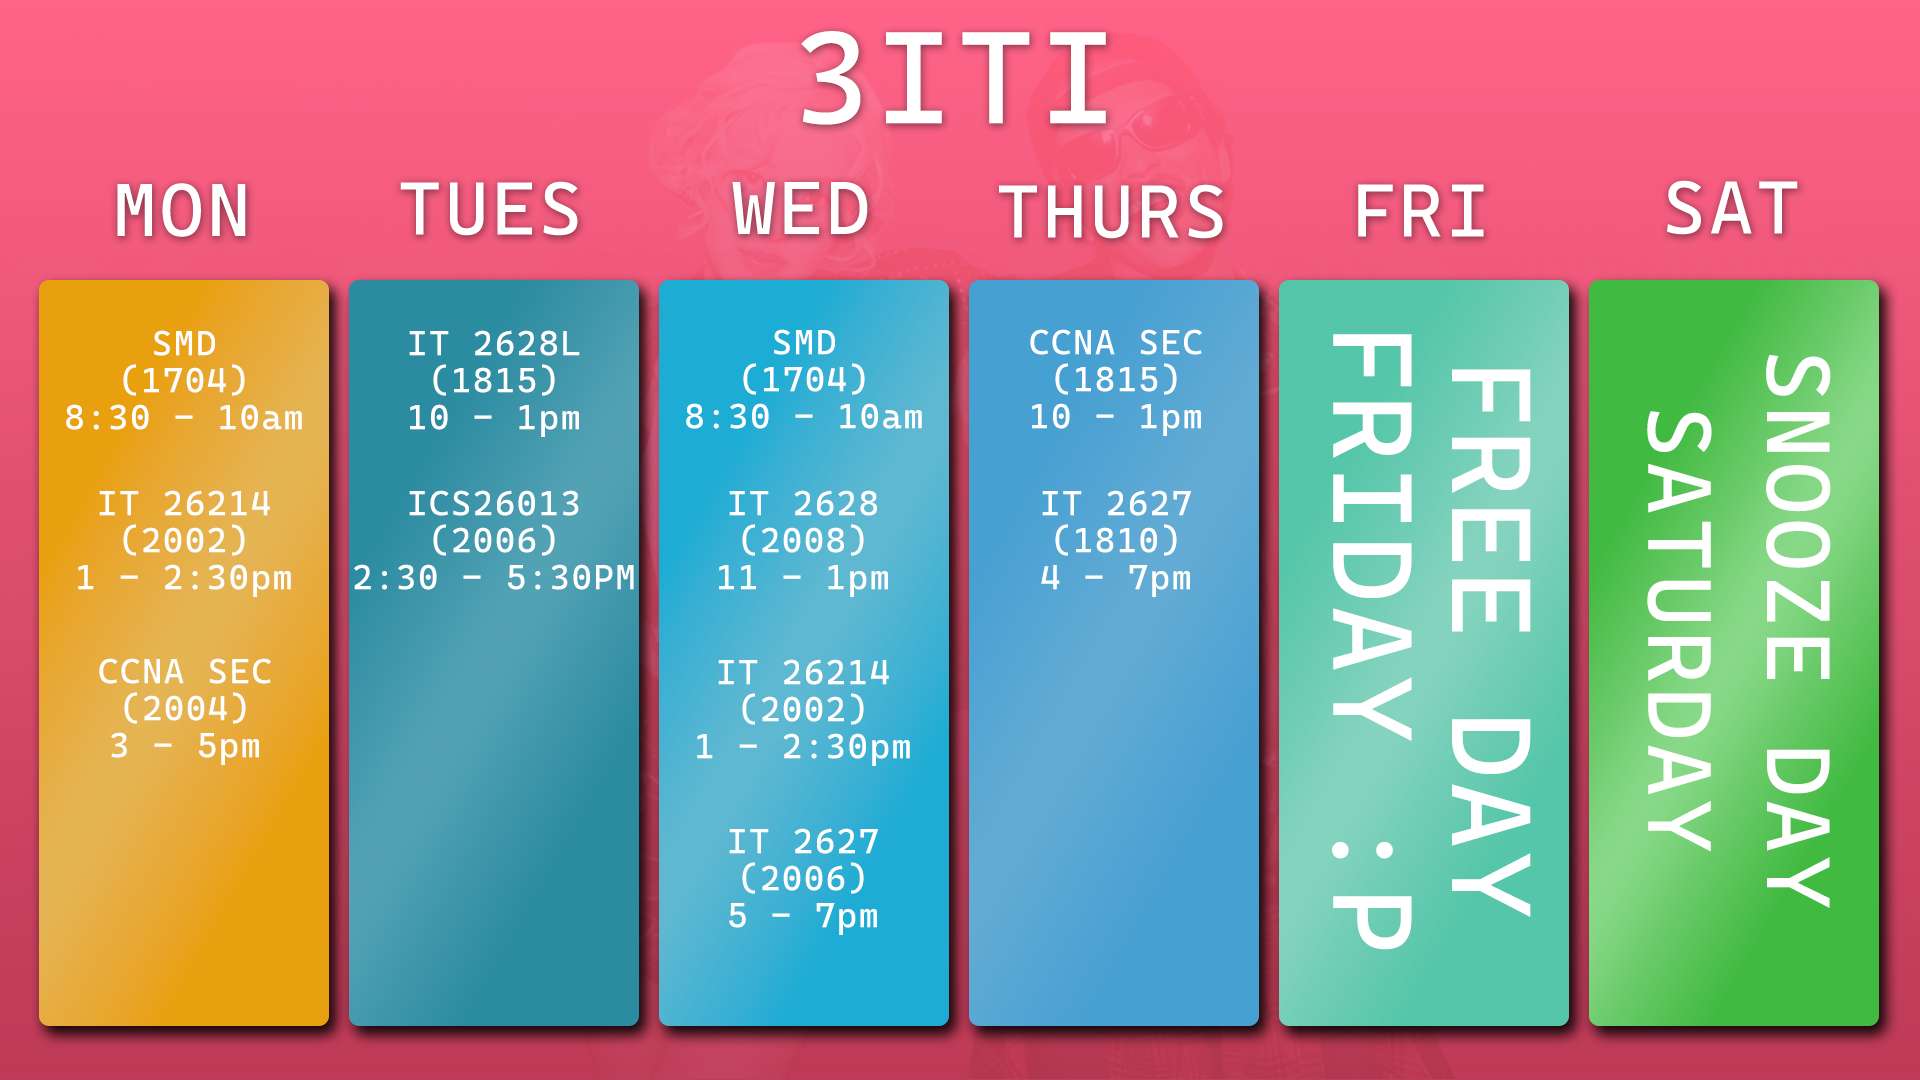 3ITI
MON
TUES
WED
THURS
FRI
SAT
SMD
(1704)
8:30 - 10am
IT 26214
(2002)
1 - 2:30pm
CCNA SEC
(2004)
3 - 5pm
IT 2628L
(1815)
10 - 1pm
ICS26013
(2006)
2:30 - 5:30PM
SMD
(1704)
8:30 - 10am
IT 2628
(2008)
11 - 1pm
IT 26214
(2002)
1 - 2:30pm
IT 2627
(2006)
5 - 7pm
CCNA SEC
(1815)
10 - 1pm
IT 2627
(1810)
4 - 7pm
FREE DAY
FRIDAY :P
SNOOZE DAY
SATURDAY